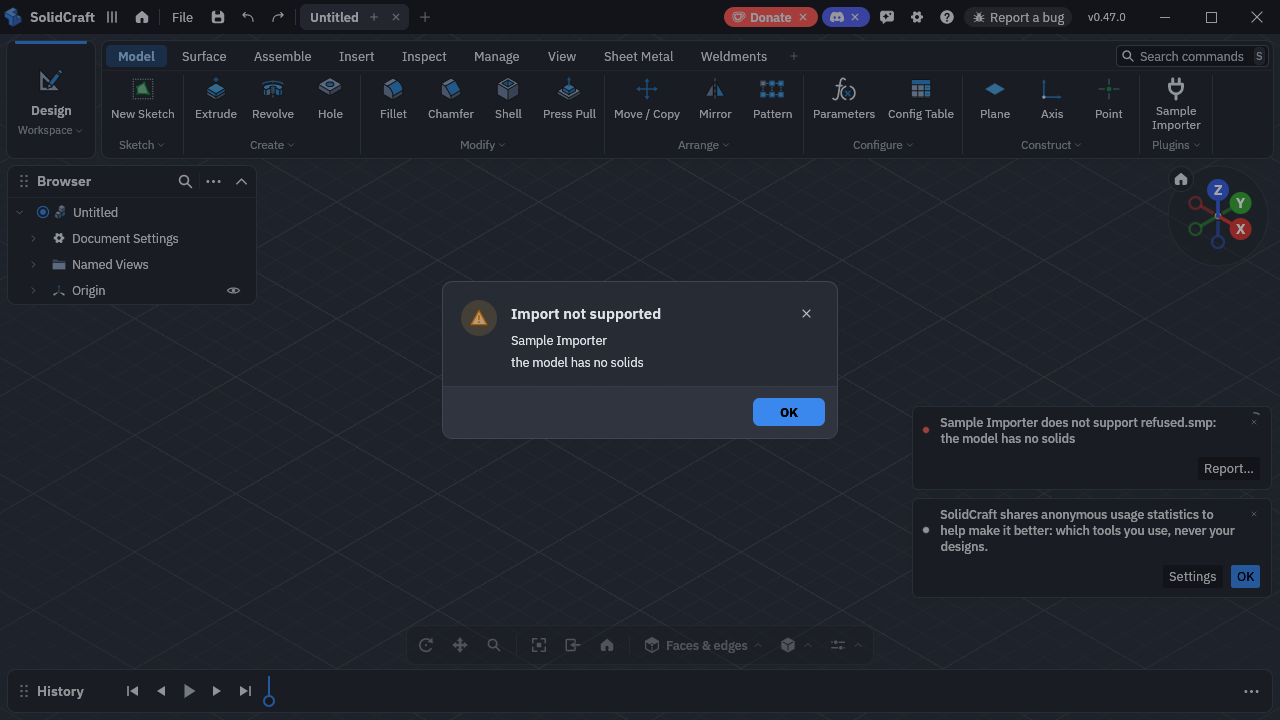 SolidCraft
File
Untitled
Donate
Report a bug
v0.47.0
Design
Workspace
Model
Surface
Assemble
Insert
Inspect
Manage
View
Sheet Metal
Weldments
Search commands
S
New Sketch
Extrude
Revolve
Hole
Fillet
Chamfer
Shell
Press Pull
Move / Copy
Mirror
Pattern
Parameters
Config Table
Plane
Axis
Point
Sample
Importer
Sketch
Create
Modify
Arrange
Configure
Construct
Plugins
Browser
Untitled
Document Settings
Named Views
Origin
Z
Y
X
Import not supported
Sample Importer
the model has no solids
OK
Sample Importer does not support refused.smp:
the model has no solids
Report...
SolidCraft shares anonymous usage statistics to
help make it better: which tools you use, never your
designs.
Settings
OK
Faces & edges
History